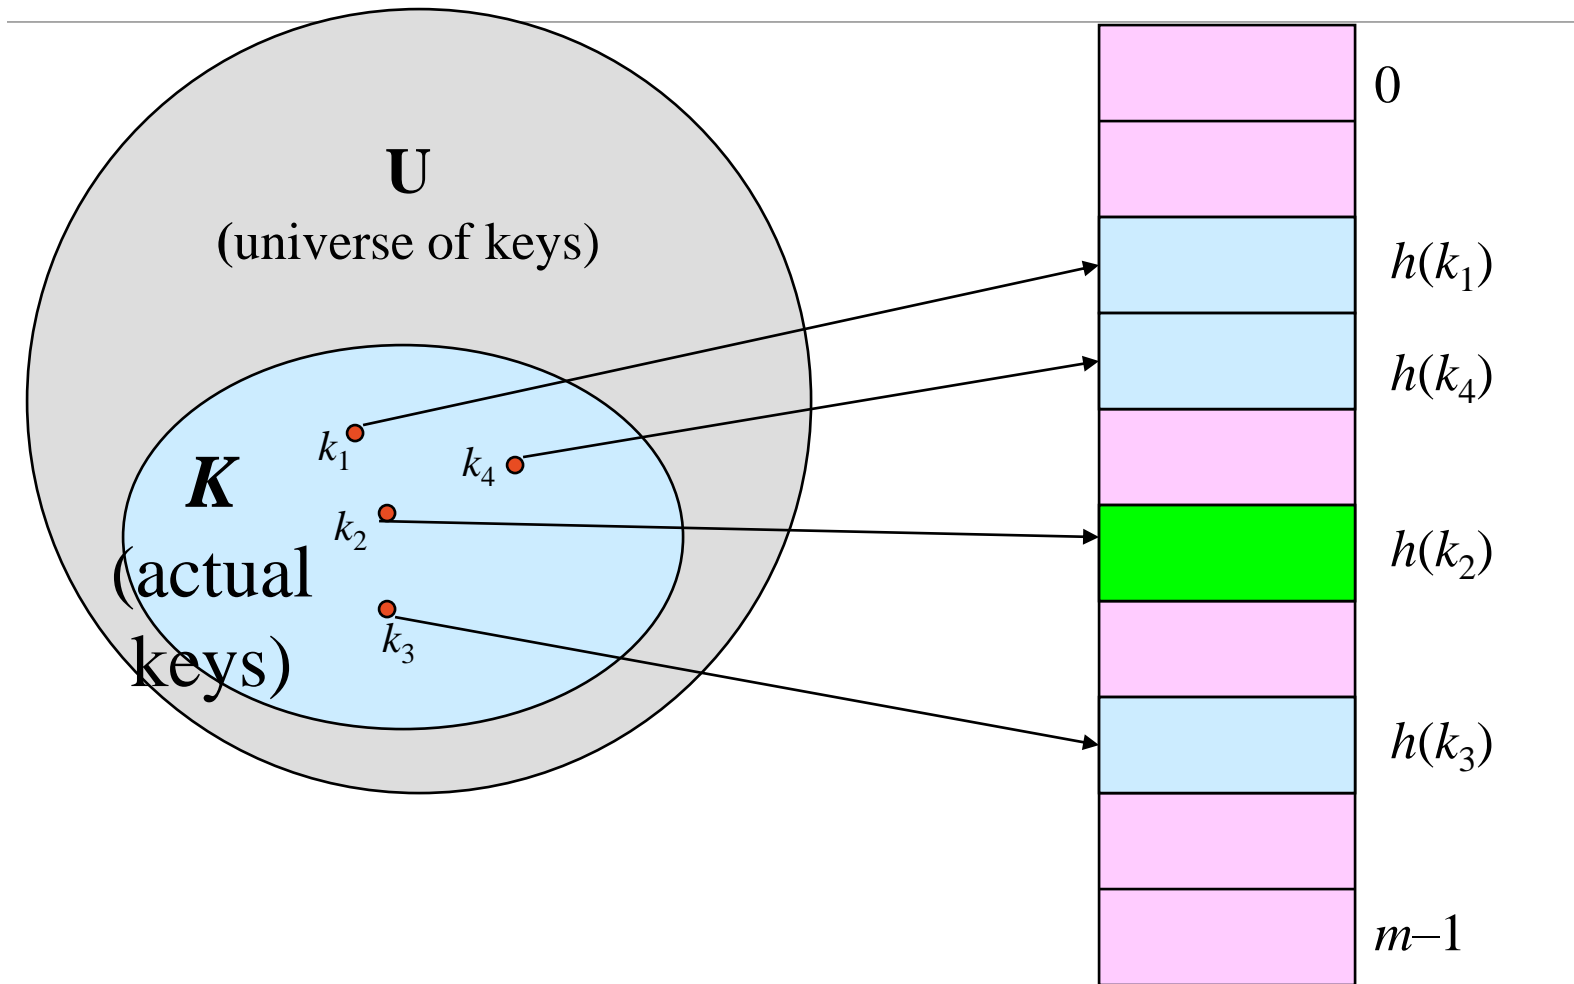 U
(universe of keys)
K
(actual
keys)
k₁
k₄
k₂
k₃
0
h(k₁)
h(k₄)
h(k₂)
h(k₃)
m–1